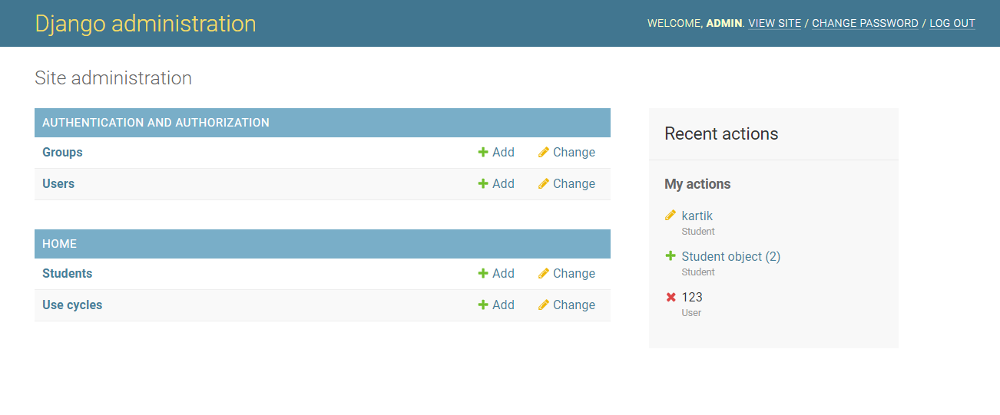 Django administration
WELCOME, ADMIN. VIEW SITE / CHANGE PASSWORD / LOG OUT
Site administration
AUTHENTICATION AND AUTHORIZATION
Groups Add Change
Users Add Change
HOME
Students Add Change
Use cycles Add Change
Recent actions
My actions
kartik
Student
Student object (2)
Student
123
User